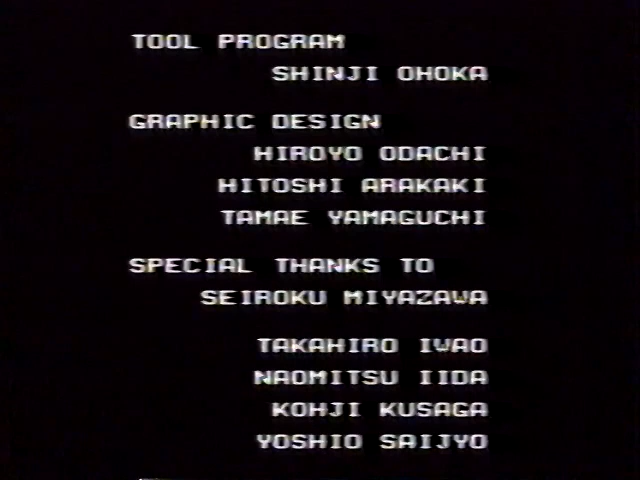 TOOL PROGRAM
SHINJI OHOKA
GRAPHIC DESIGN
HIROYO ODACHI
HITOSHI ARAKAKI
TAMAE YAMAGUCHI
SPECIAL THANKS TO
SEIROKU MIYAZAWA
TAKAHIRO IWAO
NAOMITSU IIDA
KOHJI KUSAGA
YOSHIO SAIJYO